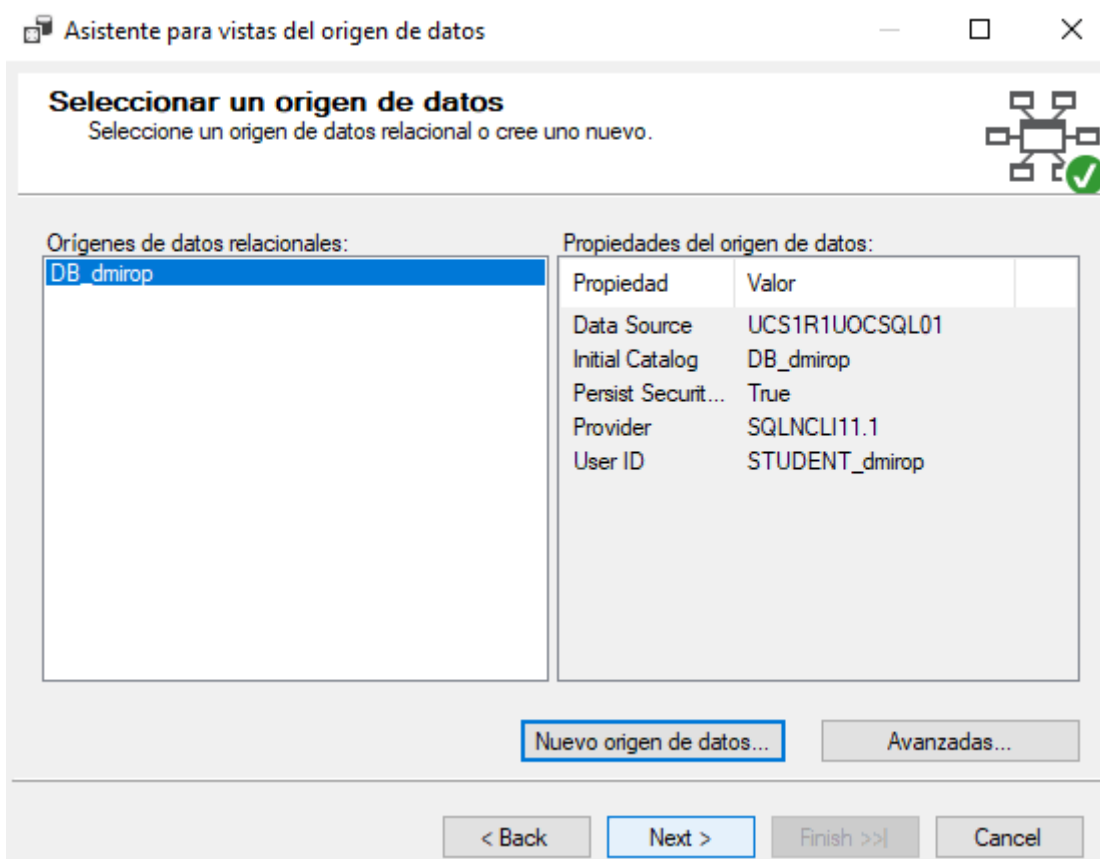 Asistente para vistas del origen de datos
Seleccionar un origen de datos
Seleccione un origen de datos relacional o cree uno nuevo.
Orígenes de datos relacionales:
DB_dmirop
Propiedades del origen de datos:
Propiedad Valor
Data Source UCS1R1UOCSQL01
Initial Catalog DB_dmirop
Persist Securit... True
Provider SQLNCLI11.1
User ID STUDENT_dmirop
Nuevo origen de datos... Avanzadas...
< Back Next > Finish >>| Cancel